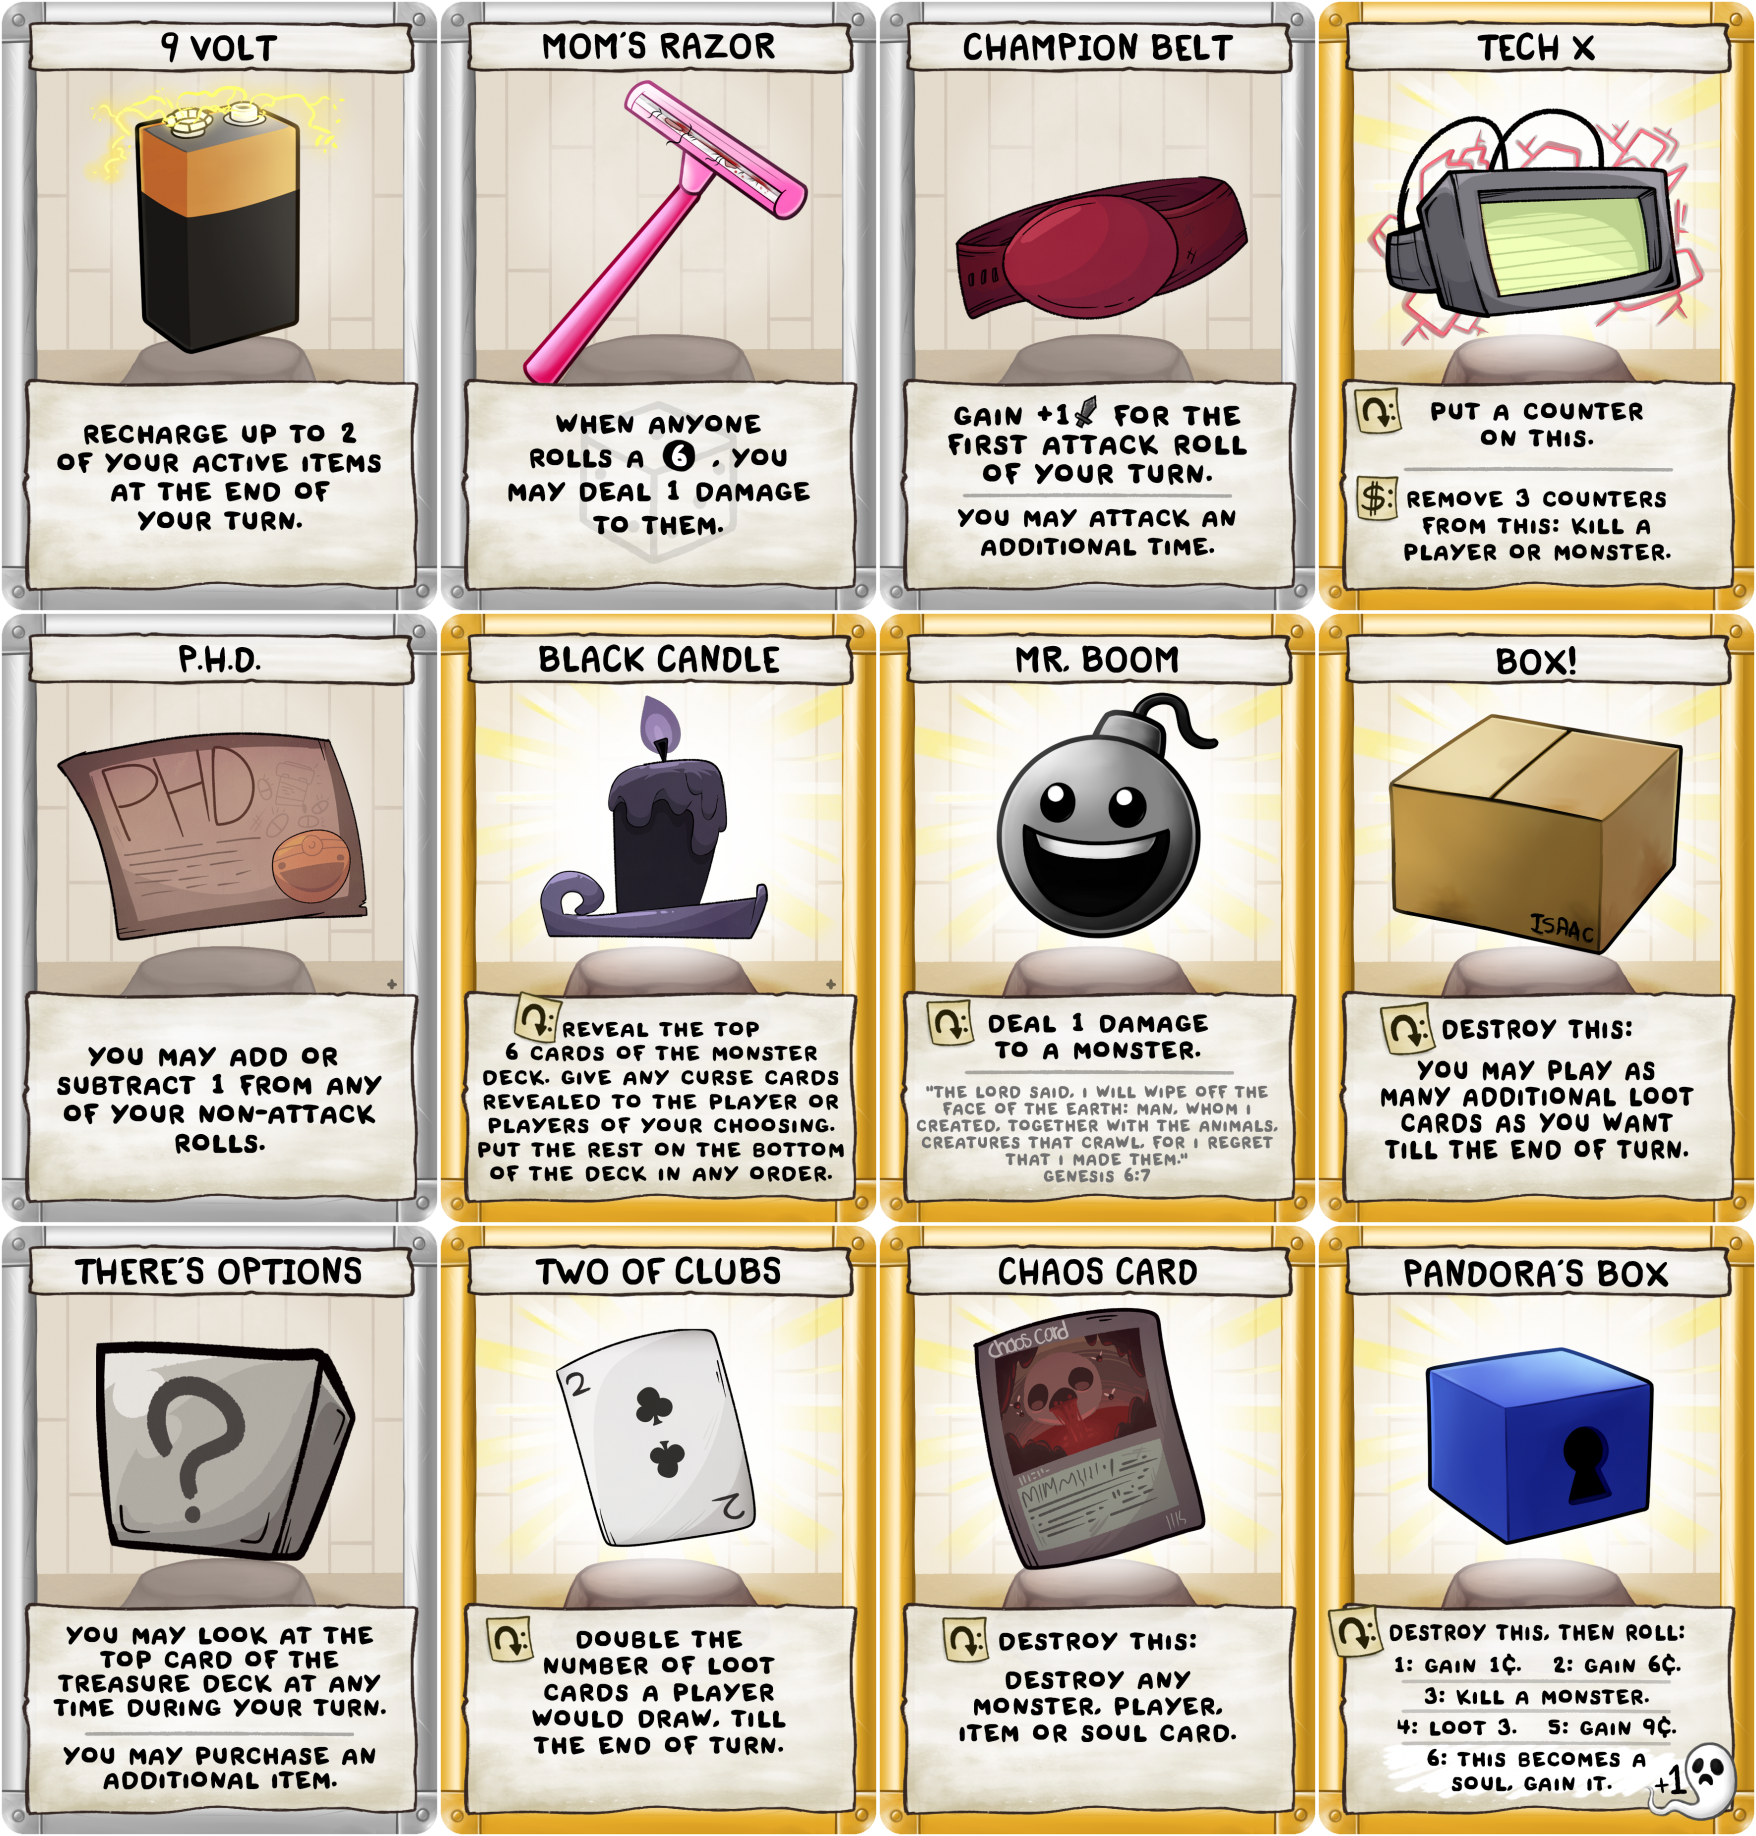 9 VOLT
RECHARGE UP TO 2
OF YOUR ACTIVE ITEMS
AT THE END OF
YOUR TURN.
MOM'S RAZOR
WHEN ANYONE
ROLLS A 6 , YOU
MAY DEAL 1 DAMAGE
TO THEM.
CHAMPION BELT
GAIN +1 FOR THE
FIRST ATTACK ROLL
OF YOUR TURN.
YOU MAY ATTACK AN
ADDITIONAL TIME.
TECH X
PUT A COUNTER
ON THIS.
$: REMOVE 3 COUNTERS
FROM THIS: KILL A
PLAYER OR MONSTER.
P.H.D.
PHD
YOU MAY ADD OR
SUBTRACT 1 FROM ANY
OF YOUR NON-ATTACK
ROLLS.
BLACK CANDLE
REVEAL THE TOP
6 CARDS OF THE MONSTER
DECK. GIVE ANY CURSE CARDS
REVEALED TO THE PLAYER OR
PLAYERS OF YOUR CHOOSING.
PUT THE REST ON THE BOTTOM
OF THE DECK IN ANY ORDER.
MR. BOOM
DEAL 1 DAMAGE
TO A MONSTER.
"THE LORD SAID, I WILL WIPE OFF THE
FACE OF THE EARTH: MAN, WHOM I
CREATED, TOGETHER WITH THE ANIMALS,
CREATURES THAT CRAWL, FOR I REGRET
THAT I MADE THEM."
GENESIS 6:7
BOX!
ISAAC
DESTROY THIS:
YOU MAY PLAY AS
MANY ADDITIONAL LOOT
CARDS AS YOU WANT
TILL THE END OF TURN.
THERE'S OPTIONS
?
YOU MAY LOOK AT THE
TOP CARD OF THE
TREASURE DECK AT ANY
TIME DURING YOUR TURN.
YOU MAY PURCHASE AN
ADDITIONAL ITEM.
TWO OF CLUBS
2
2
DOUBLE THE
NUMBER OF LOOT
CARDS A PLAYER
WOULD DRAW, TILL
THE END OF TURN.
CHAOS CARD
Chaos Card
DESTROY THIS:
DESTROY ANY
MONSTER, PLAYER,
ITEM OR SOUL CARD.
PANDORA'S BOX
DESTROY THIS, THEN ROLL:
1: GAIN 1¢. 2: GAIN 6¢.
3: KILL A MONSTER.
4: LOOT 3. 5: GAIN 9¢.
6: THIS BECOMES A
SOUL, GAIN IT.
+1